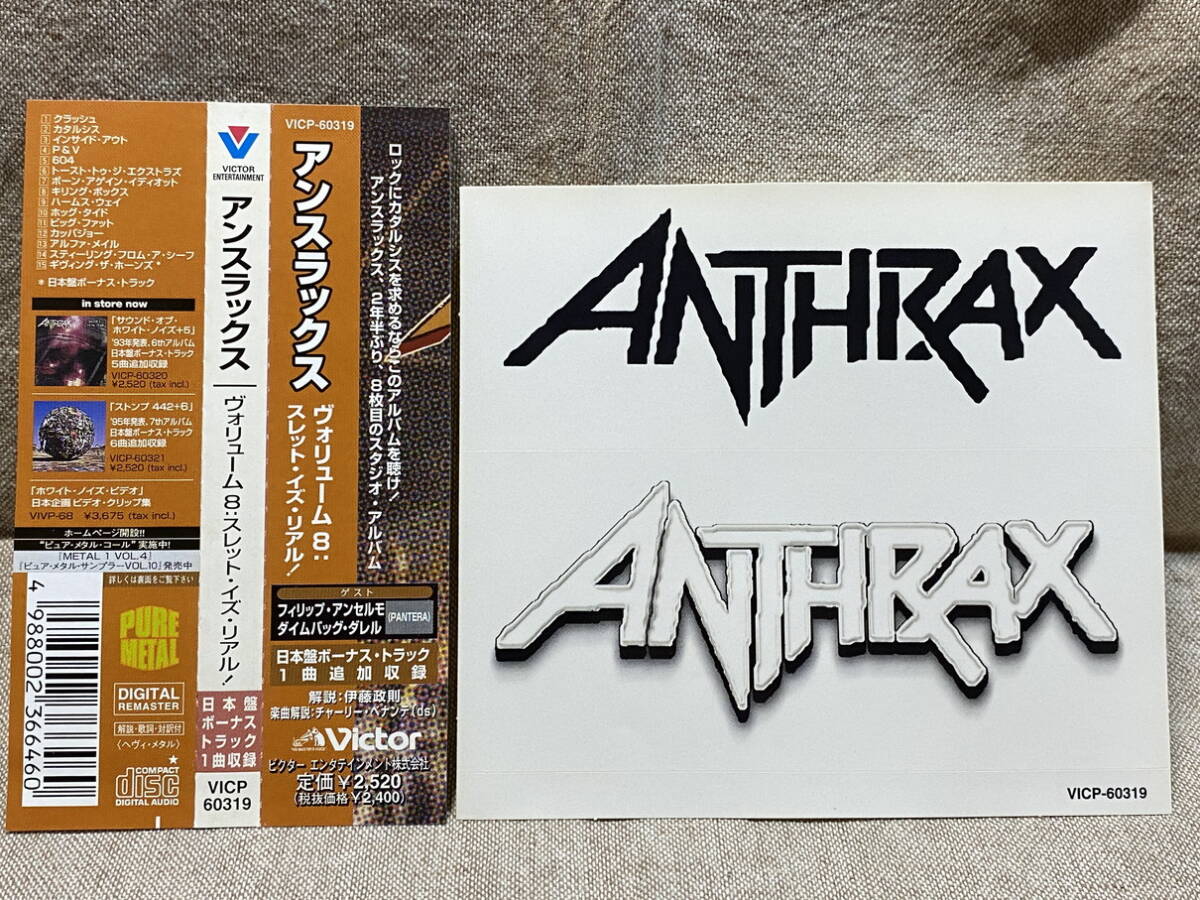 1 クラッシュ
2 カタルシス
3 インサイド・アウト
4 P&V
5 604
6 トースト・トゥ・ジ・エクストラズ
7 ボーン・アゲイン・イディオット
8 キリング・ボックス
9 ハームス・ウェイ
10 ホッグ・タイド
11 ビッグ・ファット
12 カッパジョー
13 アルファ・メイル
14 スティーリング・フロム・ア・シーフ
15 ギヴィング・ザ・ホーンズ*
* 日本盤ボーナス・トラック
in store now
「サウンド・オブ・
ホワイト・ノイズ+5」
'93年発表、6thアルバム
日本盤ボーナス・トラック
5曲追加収録
VICP-60320
¥2,520 (tax incl.)
「ストンプ 442+6」
'95年発表、7thアルバム
日本盤ボーナス・トラック
6曲追加収録
VICP-60321
¥2,520 (tax incl.)
「ホワイト・ノイズ・ビデオ」
日本企画ビデオ・クリップ集
VIVP-68 ¥3,675 (tax incl.)
ホームページ開設!!
"ピュア・メタル・コール"実施中!
『METAL 1 VOL.4』
『ピュア・メタル・サンプラーVOL.10』発売中
詳しくは裏面をご覧下さい
4 988002 366460
PURE
METAL
DIGITAL
REMASTER
解説・歌詞・対訳付
〈ヘヴィ・メタル〉
★
COMPACT
disc
DIGITAL AUDIO
VICTOR
ENTERTAINMENT
アンスラックス
ヴォリューム8:スレット・イズ・リアル!
日本盤
ボーナス
トラック
1曲収録
VICP
60319
VICP-60319
ロックにカタルシスを求めるならこのアルバムを聴け!
アンスラックス、2年半ぶり、8枚目のスタジオ・アルバム
アンスラックス
ヴォリューム8:
スレット・イズ・リアル!
ゲスト
フィリップ・アンセルモ
ダイムバッグ・ダレル
(PANTERA)
日本盤ボーナス・トラック
1曲追加収録
解説:伊藤政則
楽曲解説:チャーリー・ベナンテ(ds)
Victor
ビクター エンタテインメント株式会社
定価¥2,520
(税抜価格¥2,400)
ANTHRAX
ANTHRAX
VICP-60319